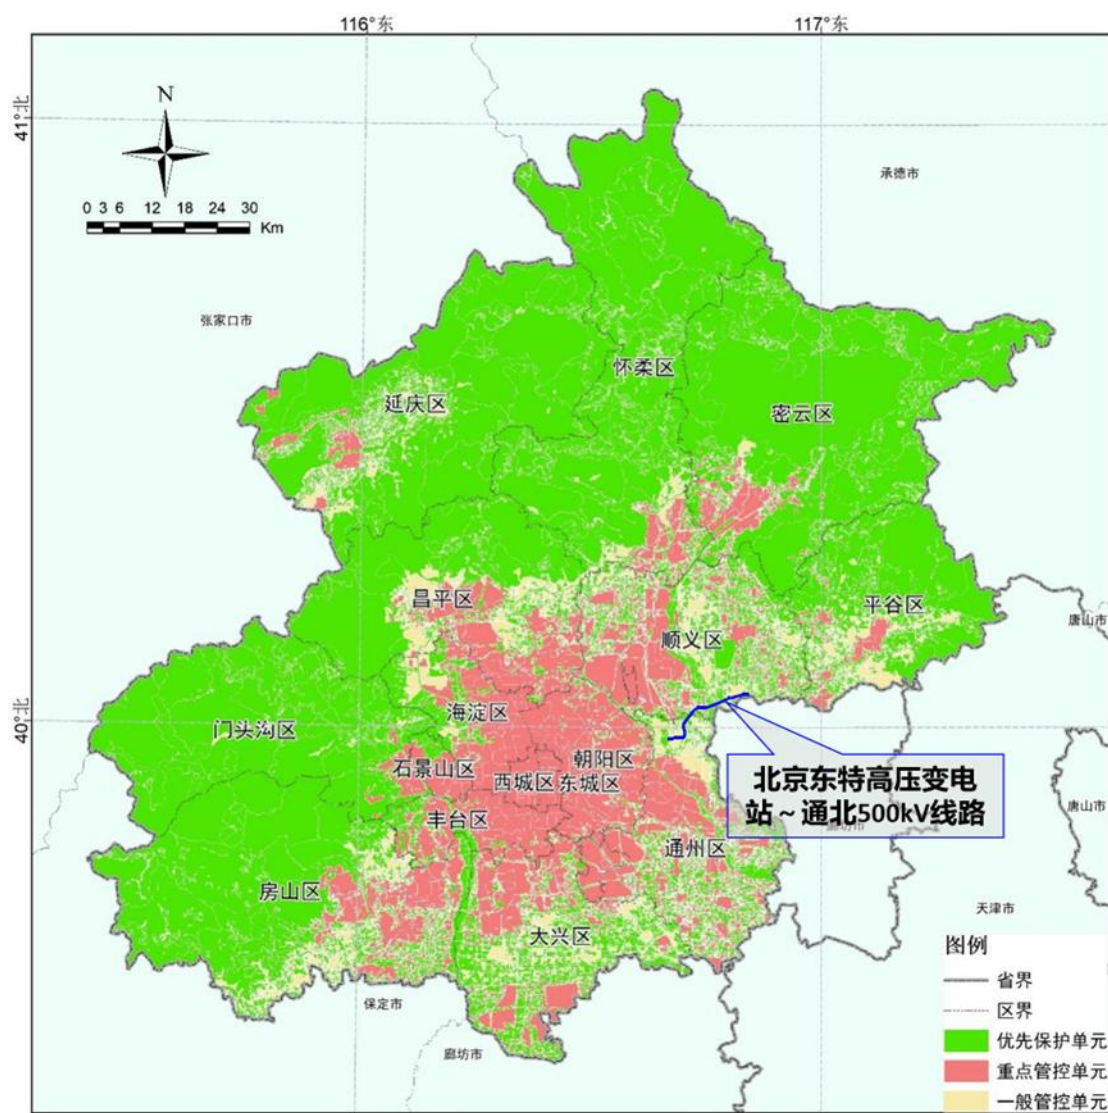 116°东
117°东
41°北
N
承德市
0 3 6 12 18 24 30
Km
张家口市
怀柔区
延庆区
密云区
昌平区
平谷区
唐山市
顺义区
40°北
海淀区
门头沟区
朝阳区
石景山区
西城区
东城区
北京东特高压变电
站~通北500kV线路
唐山市
丰台区
廊坊市
通州区
房山区
天津市
大兴区
图例
省界
保定市
区界
优先保护单元
廊坊市
重点管控单元
一般管控单元